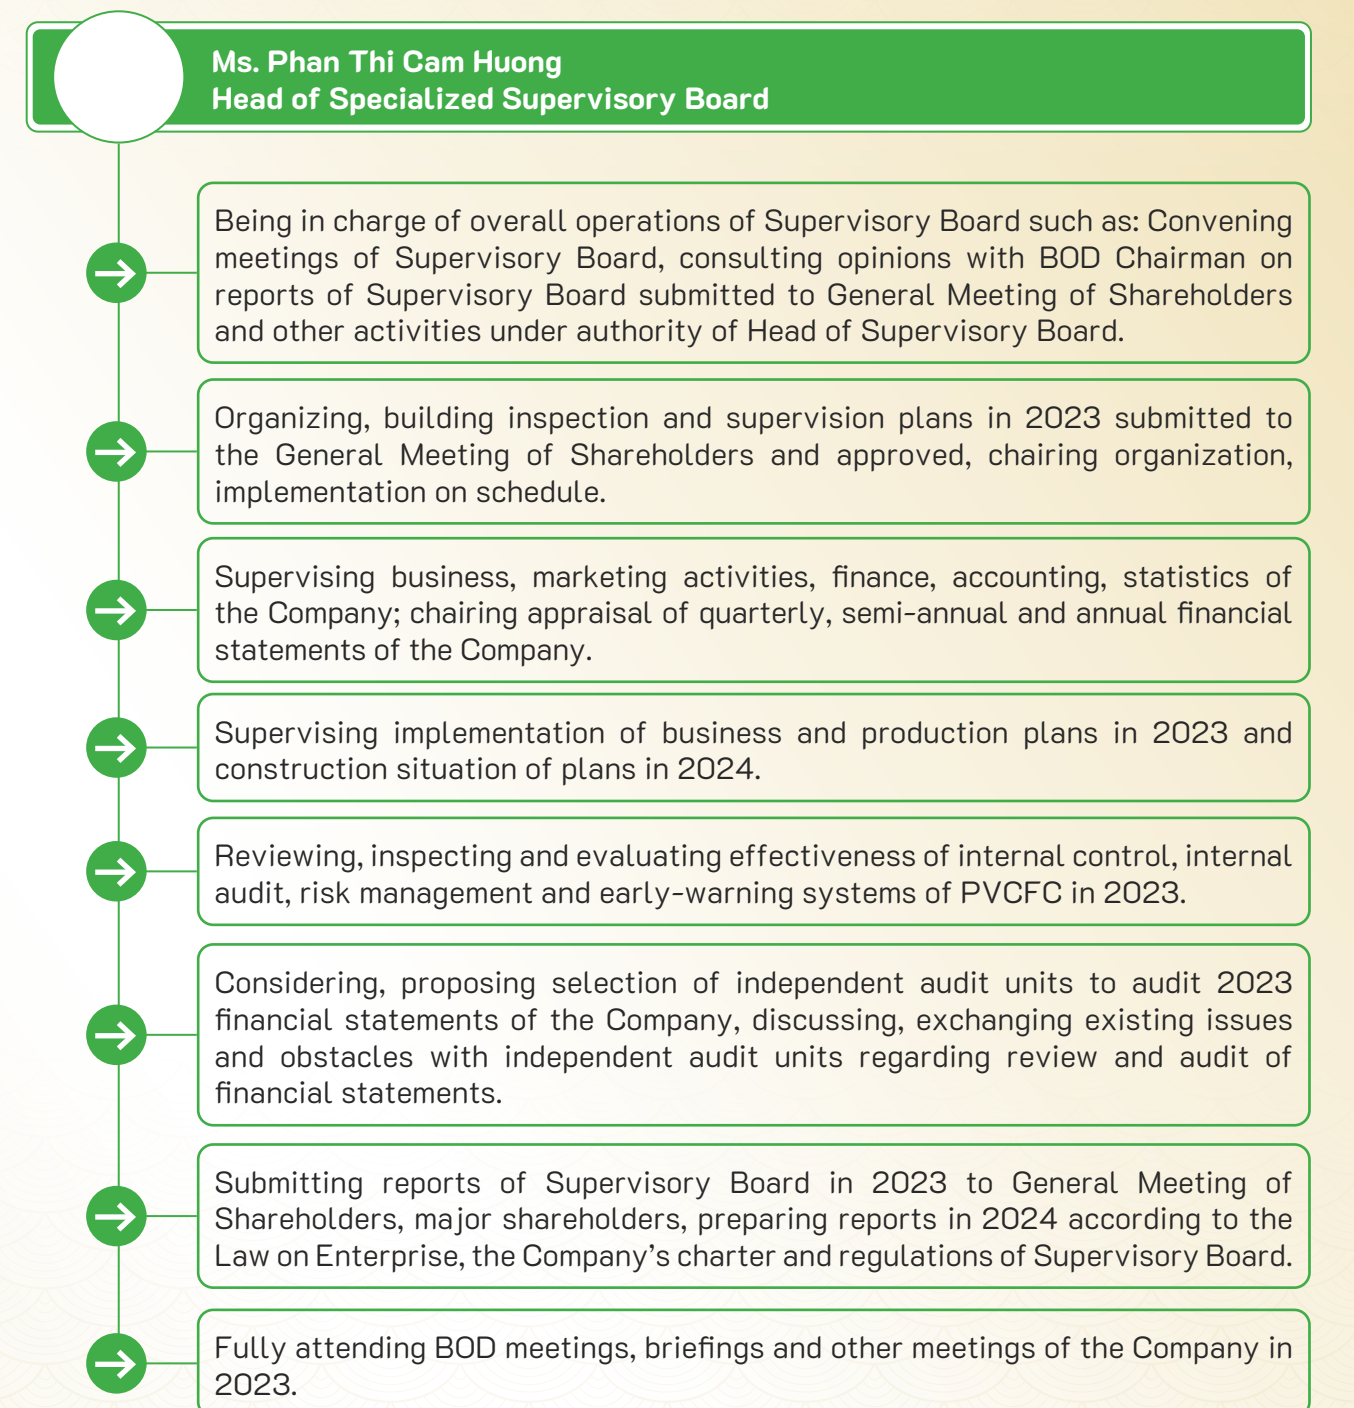 Ms. Phan Thi Cam Huong
Head of Specialized Supervisory Board
Being in charge of overall operations of Supervisory Board such as: Convening
meetings of Supervisory Board, consulting opinions with BOD Chairman on
reports of Supervisory Board submitted to General Meeting of Shareholders
and other activities under authority of Head of Supervisory Board.
Organizing, building inspection and supervision plans in 2023 submitted to
the General Meeting of Shareholders and approved, chairing organization,
implementation on schedule.
Supervising business, marketing activities, finance, accounting, statistics of
the Company; chairing appraisal of quarterly, semi-annual and annual financial
statements of the Company.
Supervising implementation of business and production plans in 2023 and
construction situation of plans in 2024.
Reviewing, inspecting and evaluating effectiveness of internal control, internal
audit, risk management and early-warning systems of PVCFC in 2023.
Considering, proposing selection of independent audit units to audit 2023
financial statements of the Company, discussing, exchanging existing issues
and obstacles with independent audit units regarding review and audit of
financial statements.
Submitting reports of Supervisory Board in 2023 to General Meeting of
Shareholders, major shareholders, preparing reports in 2024 according to the
Law on Enterprise, the Company’s charter and regulations of Supervisory Board.
Fully attending BOD meetings, briefings and other meetings of the Company in
2023.